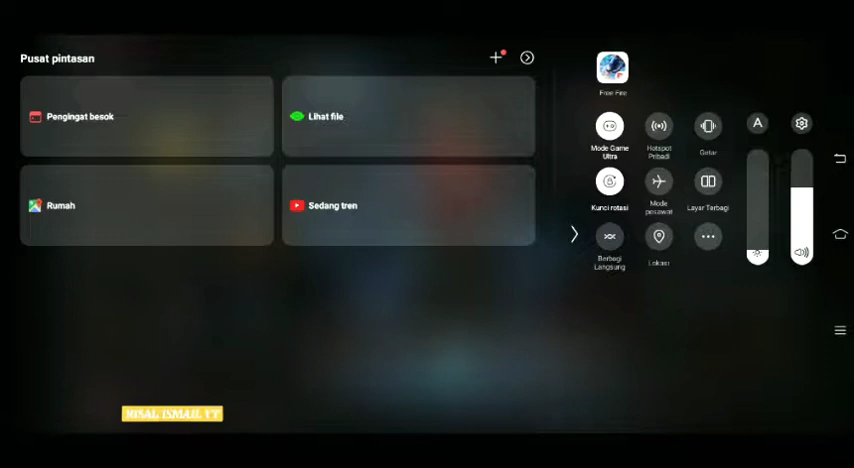 Pusat pintasan
Pengingat besok
Lihat file
Rumah
Sedang tren
Free Fire
Mode Game
Ultra
Hotspot
Pribadi
Getar
Kunci rotasi
Mode
pesawat
Layar Terbagi
Berbagi
Langsung
Lokasi
A
RISAL ISMAIL YT